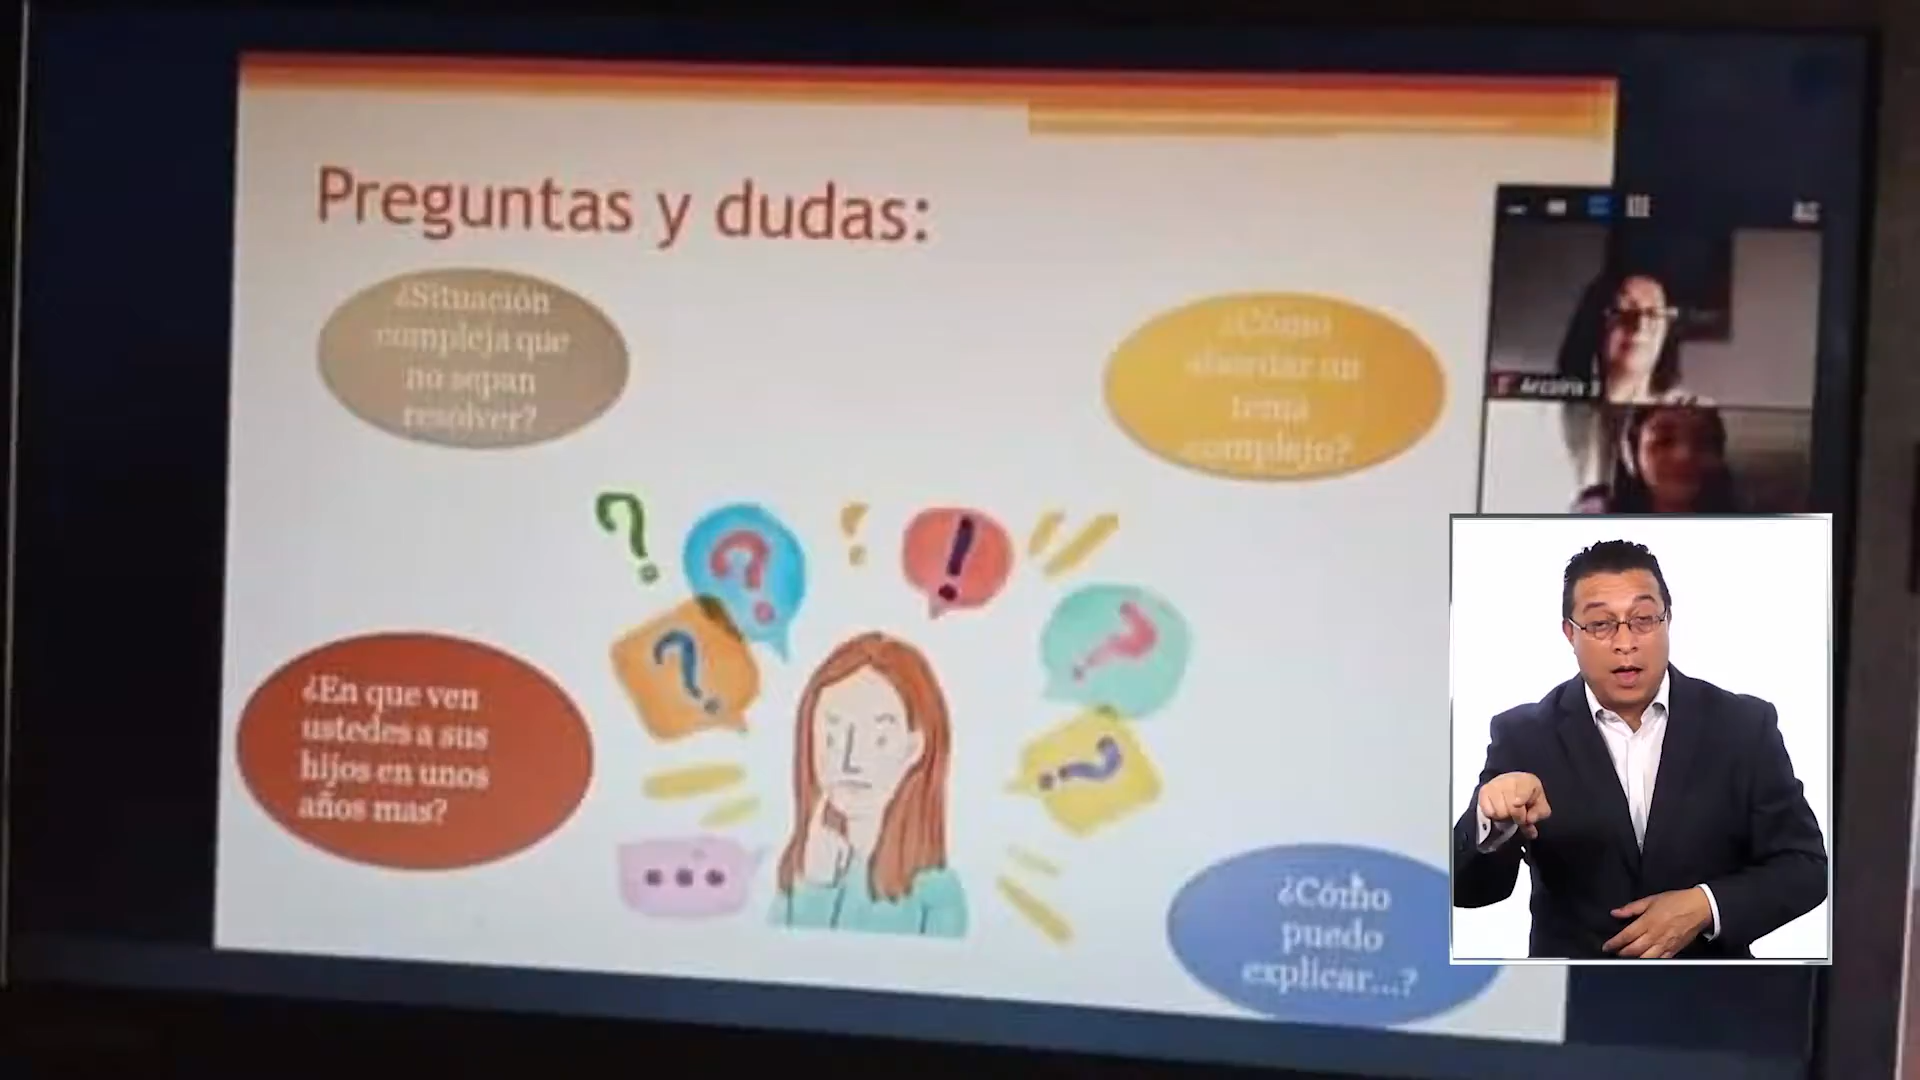 Preguntas y dudas:
¿Situación
compleja que
no sepan
resolver?
¿Cómo
abordar un
tema
complejo?
¿En que ven
ustedes a sus
hijos en unos
años mas?
¿Cómo
puedo
explicar...?